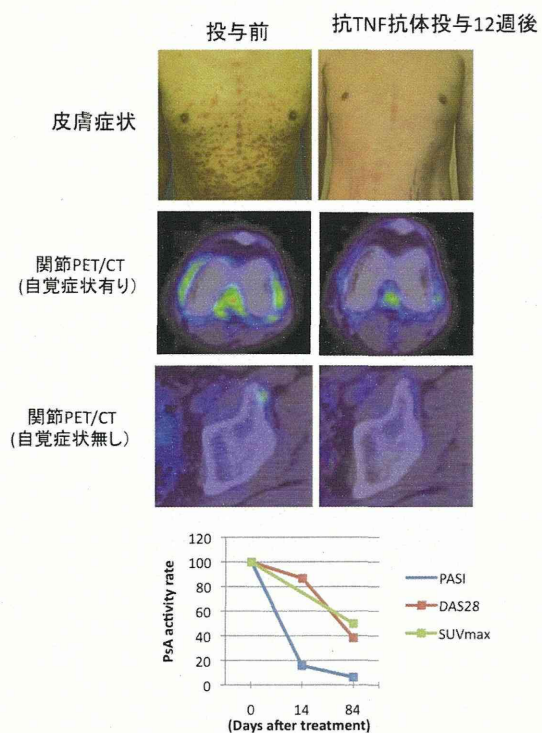 投与前
抗TNF抗体投与12週後
皮膚症状
関節PET/CT
(自覚症状有り)
関節PET/CT
(自覚症状無し)
120
100
80
60
40
20
0
PsA activity rate
0 14 84
(Days after treatment)
PASI
DAS28
SUVmax